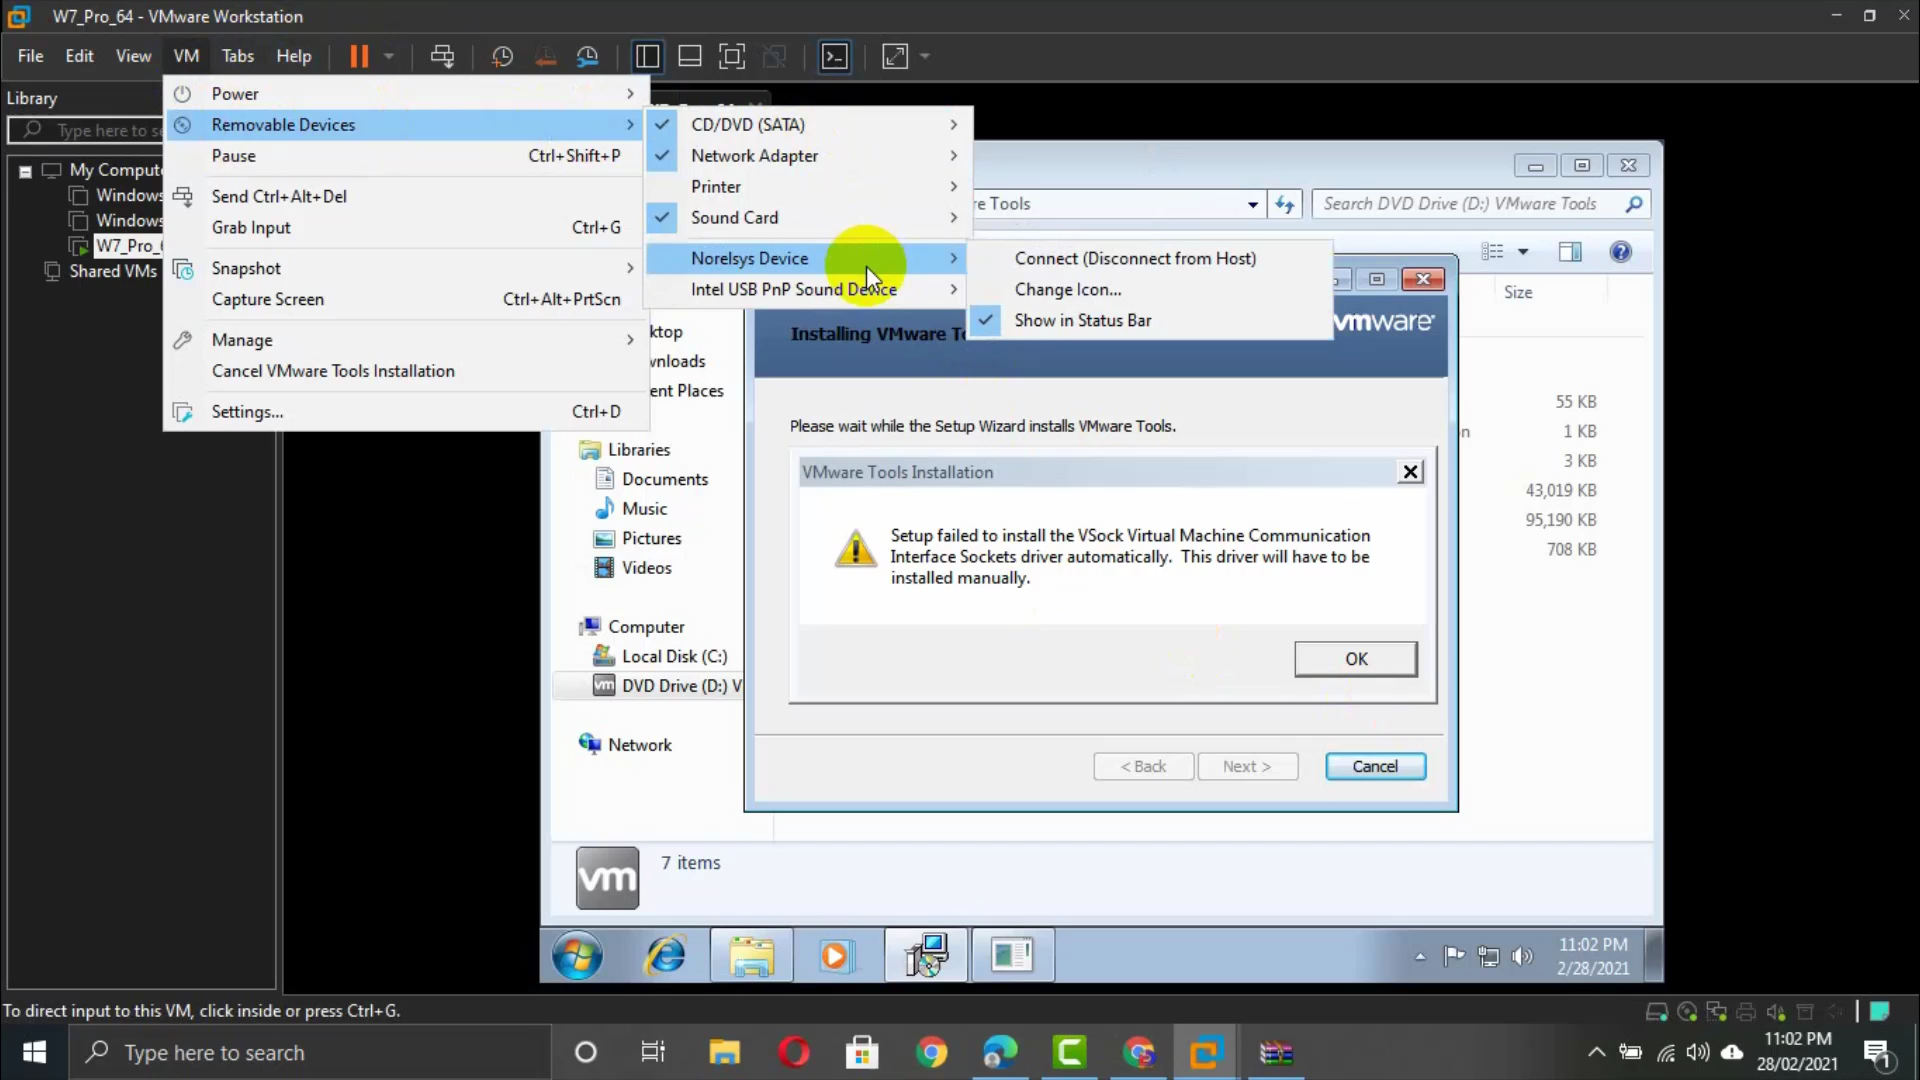 W7_Pro_64 - VMware Workstation
File Edit View VM Tabs Help
Library
Type here to se
My Compute
Windows
Windows
W7_Pro_6
Shared VMs
Power
Removable Devices
Pause Ctrl+Shift+P
Send Ctrl+Alt+Del
Grab Input Ctrl+G
Snapshot
Capture Screen Ctrl+Alt+PrtScn
Manage
Cancel VMware Tools Installation
Settings... Ctrl+D
CD/DVD (SATA)
Network Adapter
Printer
Sound Card
Norelsys Device
Intel USB PnP Sound Device
Connect (Disconnect from Host)
Change Icon...
Show in Status Bar
re Tools
Search DVD Drive (D:) VMware Tools
Size
ktop
wnloads
ent Places
Libraries
Documents
Music
Pictures
Videos
Computer
Local Disk (C:)
DVD Drive (D:) V
Network
55 KB
n 1 KB
3 KB
43,019 KB
95,190 KB
708 KB
Installing VMware To
vmware
Please wait while the Setup Wizard installs VMware Tools.
VMware Tools Installation
Setup failed to install the VSock Virtual Machine Communication
Interface Sockets driver automatically. This driver will have to be
installed manually.
OK
< Back Next > Cancel
vm
7 items
11:02 PM
2/28/2021
To direct input to this VM, click inside or press Ctrl+G.
Type here to search
11:02 PM
28/02/2021
1